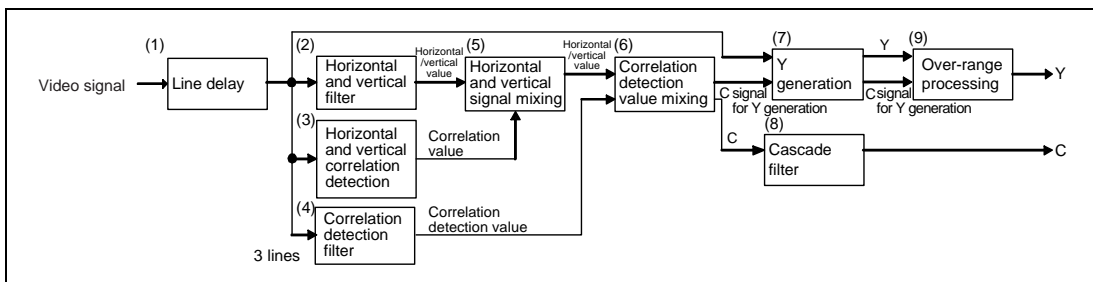 Video signal
(1)
Line delay
(2)
Horizontal
and vertical
filter
Horizontal
/vertical
value
(3)
Horizontal
and vertical
correlation
detection
Correlation
value
(4)
Correlation
detection
filter
3 lines
Correlation
detection value
(5)
Horizontal
and vertical
signal mixing
Horizontal
/vertical
value
(6)
Correlation
detection
value mixing
C signal
for Y generation
C
(7)
Y
generation
Y
C signal
for Y generation
(8)
Cascade
filter
(9)
Over-range
processing
Y
C